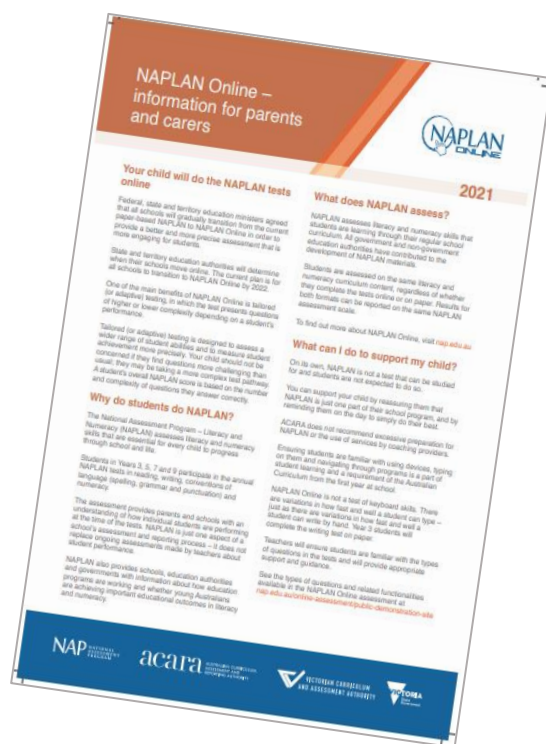 NAPLAN Online –
information for parents
and carers
NAPLAN
ONLINE
2021
Your child will do the NAPLAN tests
online
Federal, state and territory education ministers agreed
that all schools will gradually transition from the current
paper-based NAPLAN to NAPLAN Online in order to
provide a better and more precise assessment that is
more engaging for students.
State and territory education authorities will determine
when their schools move online. The current plan is for
all schools to transition to NAPLAN Online by 2022.
One of the main benefits of NAPLAN Online is tailored
(or adaptive) testing, in which the test presents questions
of higher or lower complexity depending on a student's
performance.
Tailored (or adaptive) testing is designed to assess a
wider range of student abilities and to measure student
achievement more precisely. Your child should not be
concerned if they find questions more challenging than
usual; they may be taking a more complex test pathway.
A student's overall NAPLAN score is based on the number
and complexity of questions they answer correctly.
Why do students do NAPLAN?
The National Assessment Program – Literacy and
Numeracy (NAPLAN) assesses literacy and numeracy
skills that are essential for every child to progress
through school and life.
Students in Years 3, 5, 7 and 9 participate in the annual
NAPLAN tests in reading, writing, conventions of
language (spelling, grammar and punctuation) and
numeracy.
The assessment provides parents and schools with an
understanding of how individual students are performing
at the time of the tests. NAPLAN is just one aspect of a
school's assessment and reporting process – it does not
replace ongoing assessments made by teachers about
student performance.
NAPLAN also provides schools, education authorities
and governments with information about how education
programs are working and whether young Australians
are achieving important educational outcomes in literacy
and numeracy.
What does NAPLAN assess?
NAPLAN assesses literacy and numeracy skills that
students are learning through their regular school
curriculum. All government and non-government
education authorities have contributed to the
development of NAPLAN materials.
Students are assessed on the same literacy and
numeracy curriculum content, regardless of whether
they complete the tests online or on paper. Results for
both formats can be reported on the same NAPLAN
assessment scale.
To find out more about NAPLAN Online, visit nap.edu.au
What can I do to support my child?
On its own, NAPLAN is not a test that can be studied
for and students are not expected to do so.
You can support your child by reassuring them that
NAPLAN is just one part of their school program, and by
reminding them on the day to simply do their best.
ACARA does not recommend excessive preparation for
NAPLAN or the use of services by coaching providers.
Ensuring students are familiar with using devices, typing
on them and navigating through programs is a part of
student learning and a requirement of the Australian
Curriculum from the first year at school.
NAPLAN Online is not a test of keyboard skills. There
are variations in how fast and well a student can type –
just as there are variations in how fast and well a
student can write by hand. Year 3 students will
complete the writing test on paper.
Teachers will ensure students are familiar with the types
of questions in the tests and will provide appropriate
support and guidance.
See the types of questions and related functionalities
available in the NAPLAN Online assessment at
nap.edu.au/online-assessment/public-demonstration-site
NAP NATIONAL
ASSESSMENT
PROGRAM
acara AUSTRALIAN CURRICULUM,
ASSESSMENT AND
REPORTING AUTHORITY
VICTORIAN CURRICULUM
AND ASSESSMENT AUTHORITY
VICTORIA
State
Government